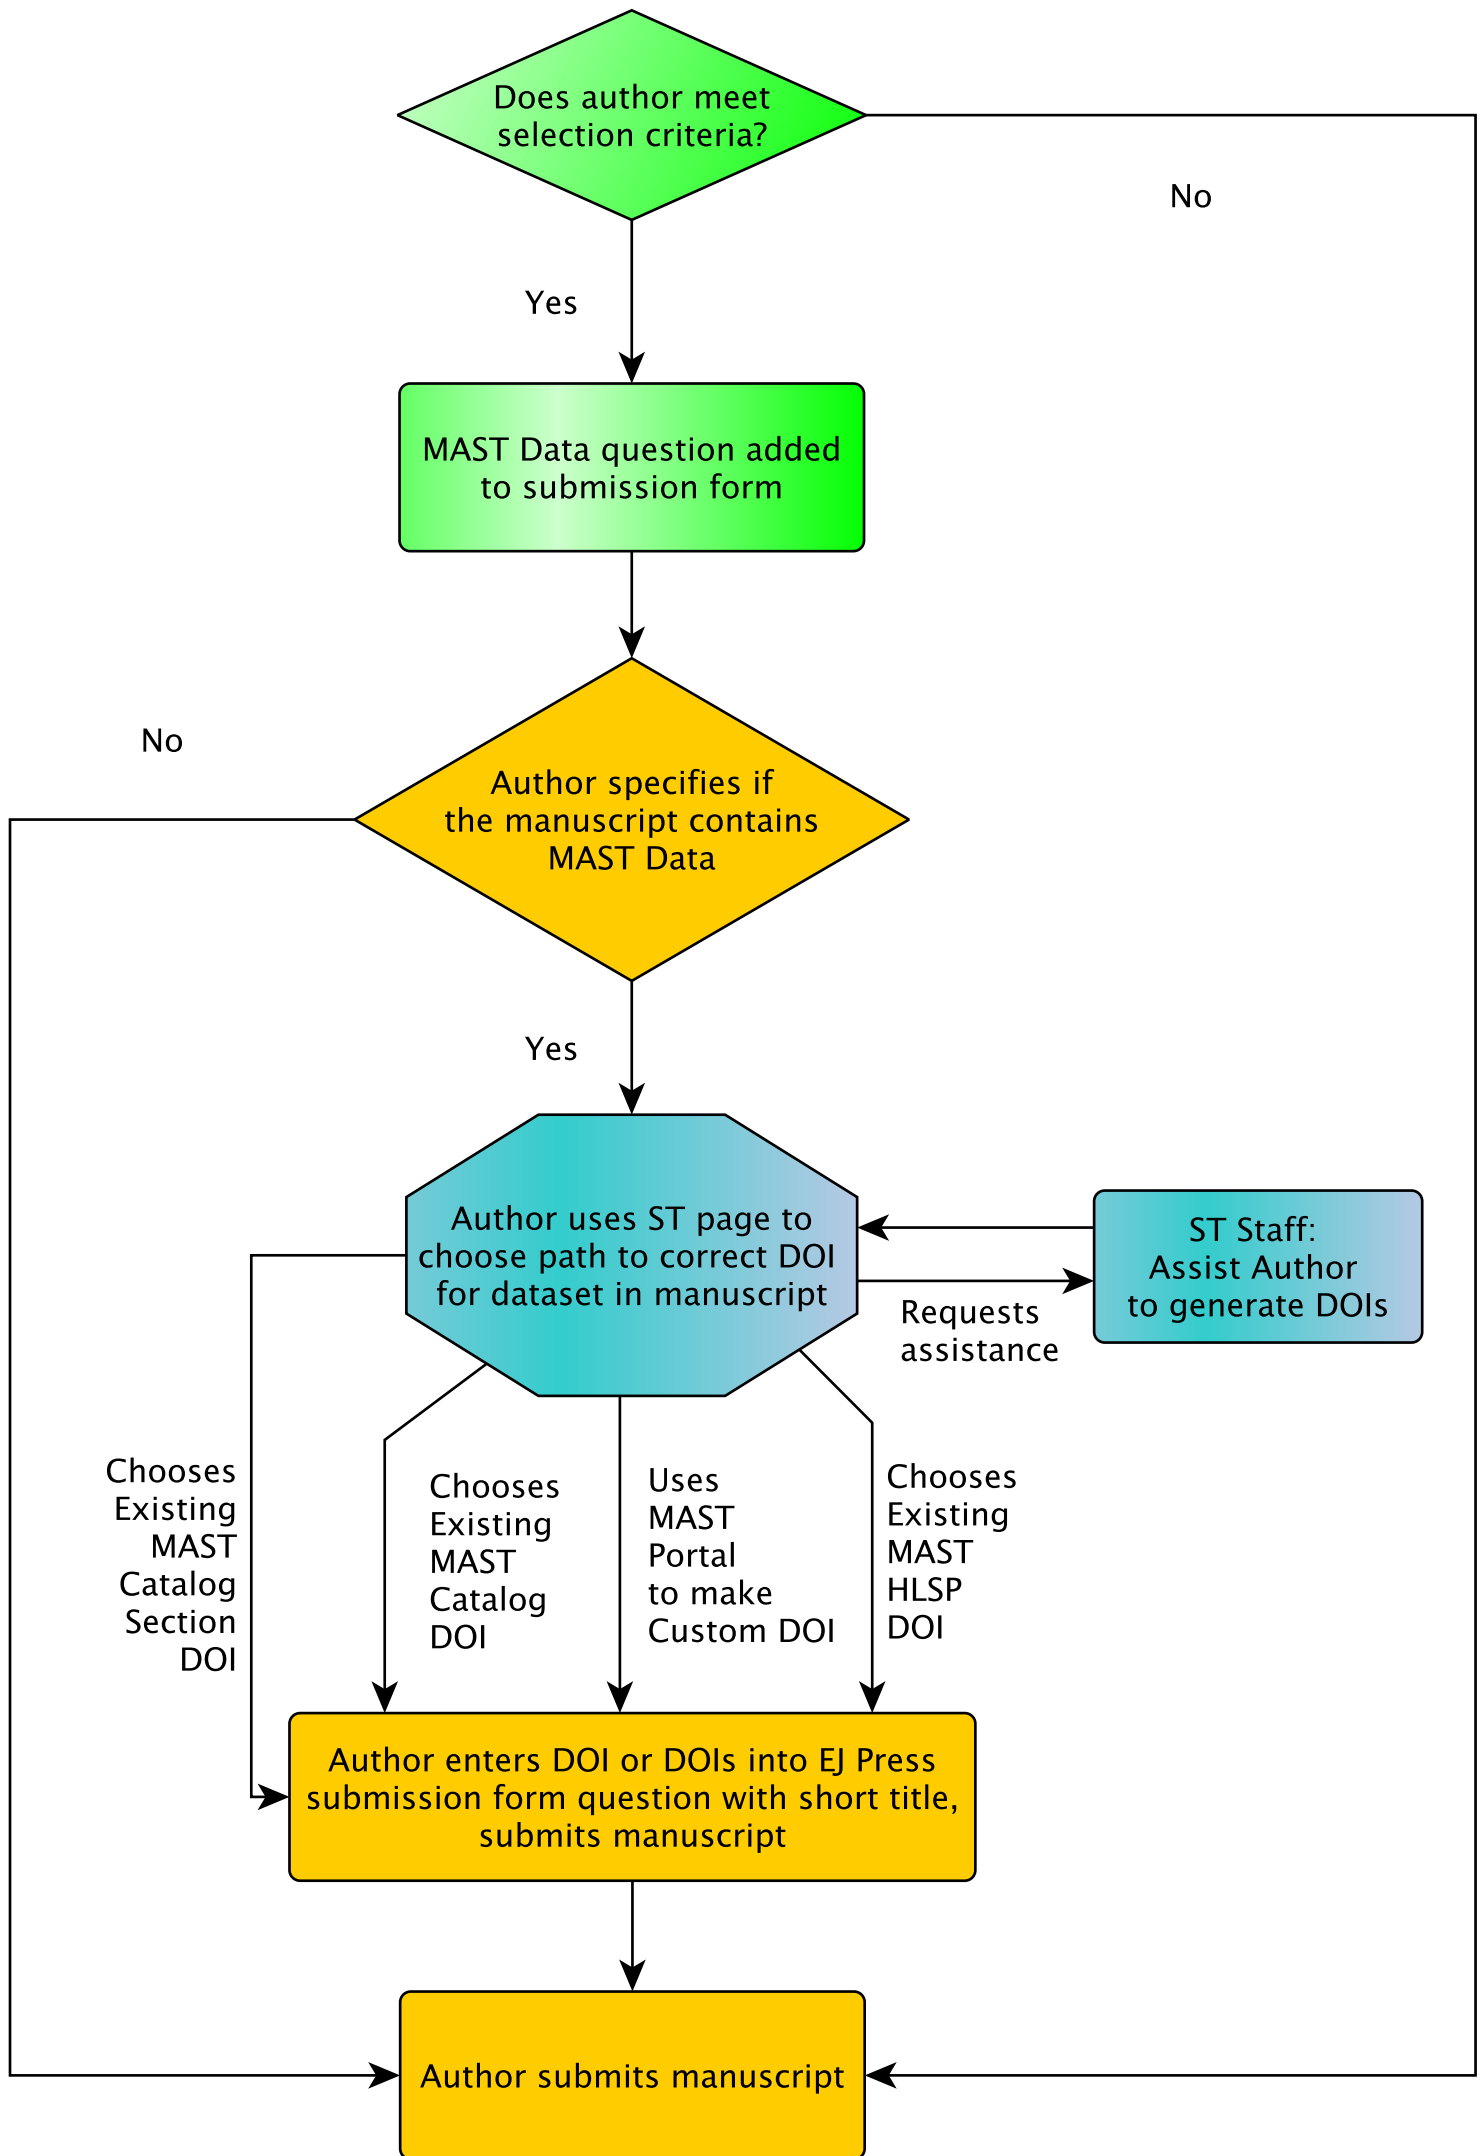 Does author meet
selection criteria?
No
Yes
MAST Data question added
to submission form
No
Author specifies if
the manuscript contains
MAST Data
Yes
Author uses ST page to
choose path to correct DOI
for dataset in manuscript
ST Staff:
Assist Author
to generate DOIs
Requests
assistance
Chooses
Existing
MAST
Catalog
Section
DOI
Chooses
Existing
MAST
Catalog
DOI
Uses
MAST
Portal
to make
Custom DOI
Chooses
Existing
MAST
HLSP
DOI
Author enters DOI or DOIs into EJ Press
submission form question with short title,
submits manuscript
Author submits manuscript